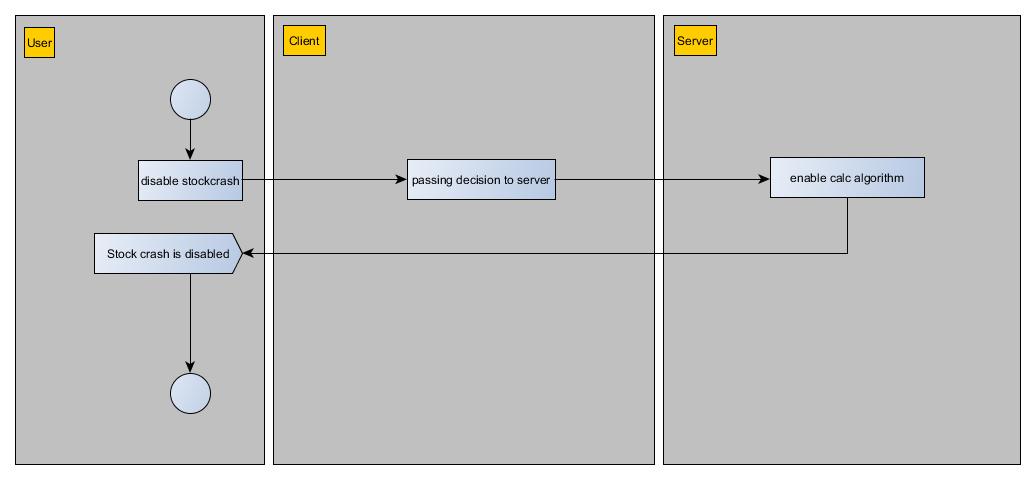 User
Client
Server
disable stockcrash
passing decision to server
enable calc algorithm
Stock crash is disabled